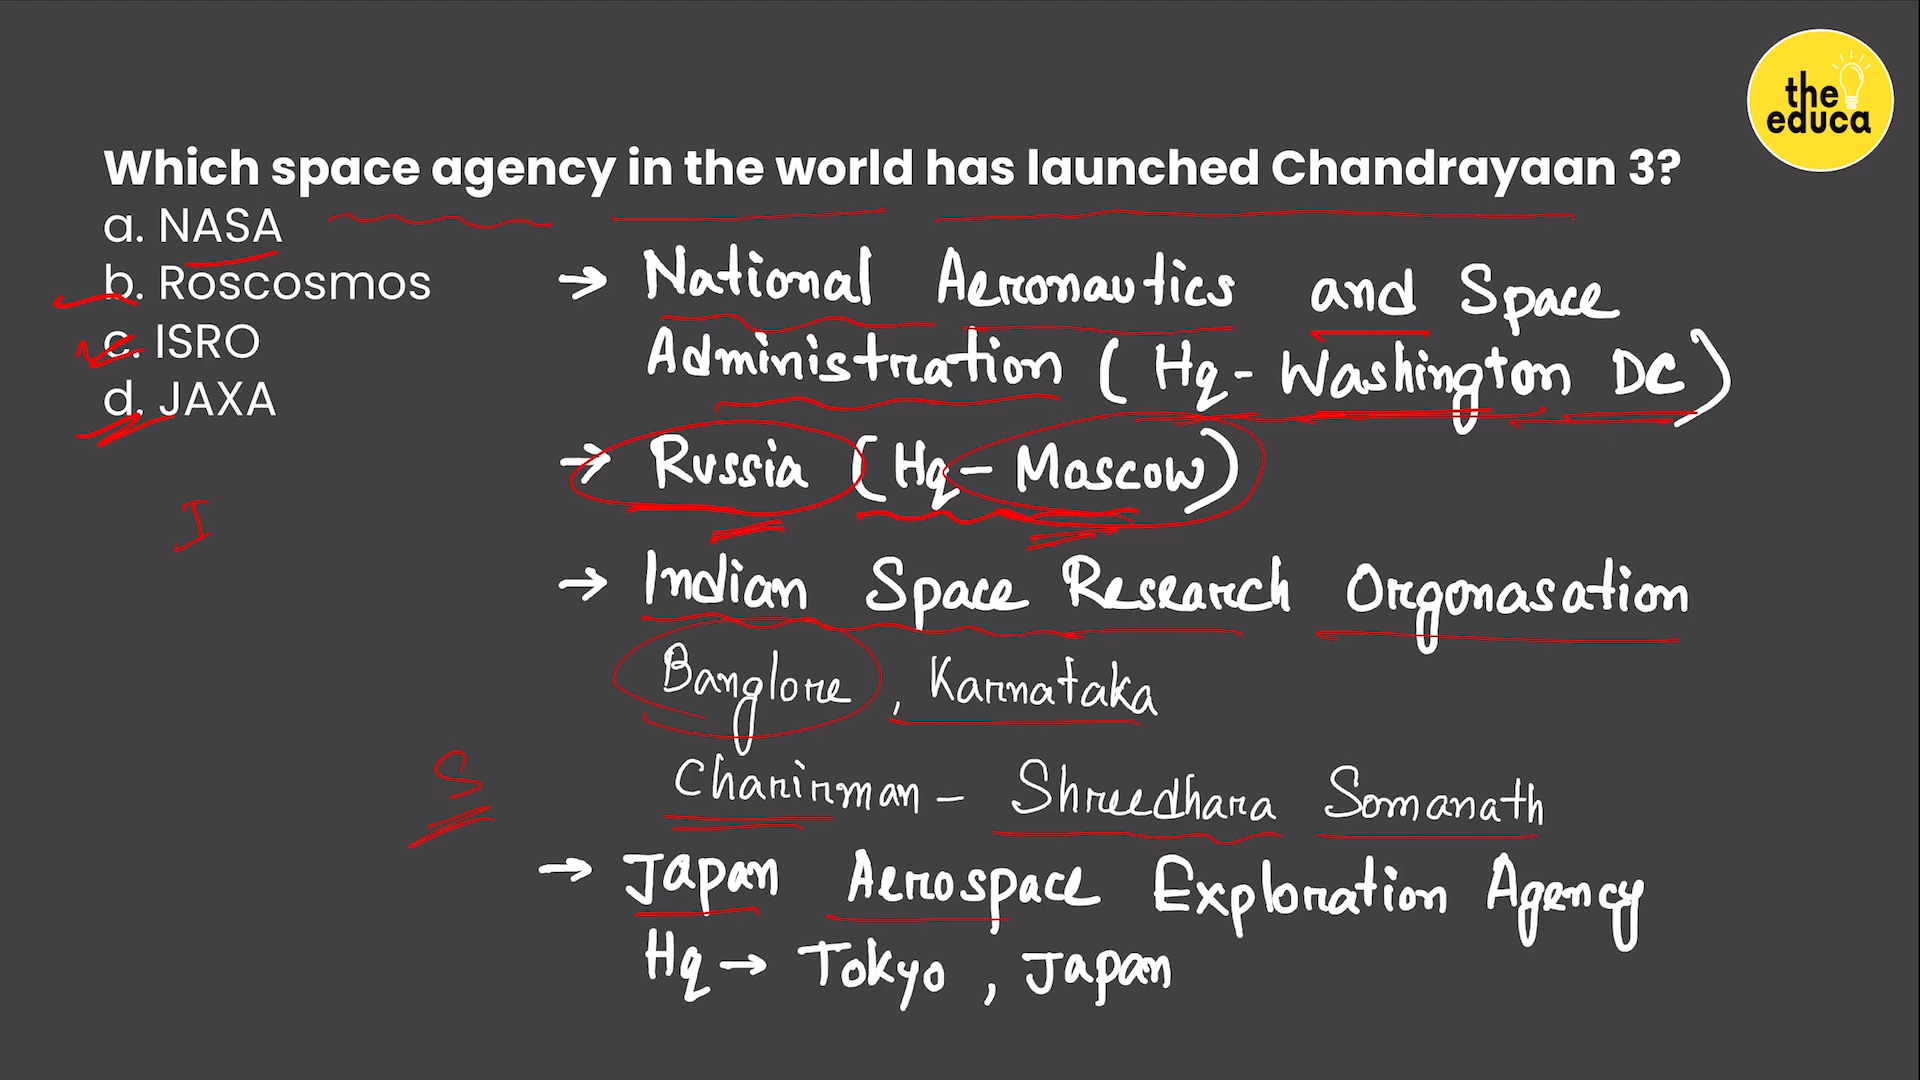 the
educa
Which space agency in the world has launched Chandrayaan 3?
a. NASA
b. Roscosmos
c. ISRO
d. JAXA
→ National Aeronautics and Space
Administration (Hq - Washington DC)
→ Russia (Hq - Moscow)
I
→ Indian Space Research Orgonasation
Banglore, Karnataka
S
Charirman - Shreedhara Somanath
→ Japan Aerospace Exploration Agency
Hq → Tokyo, Japan